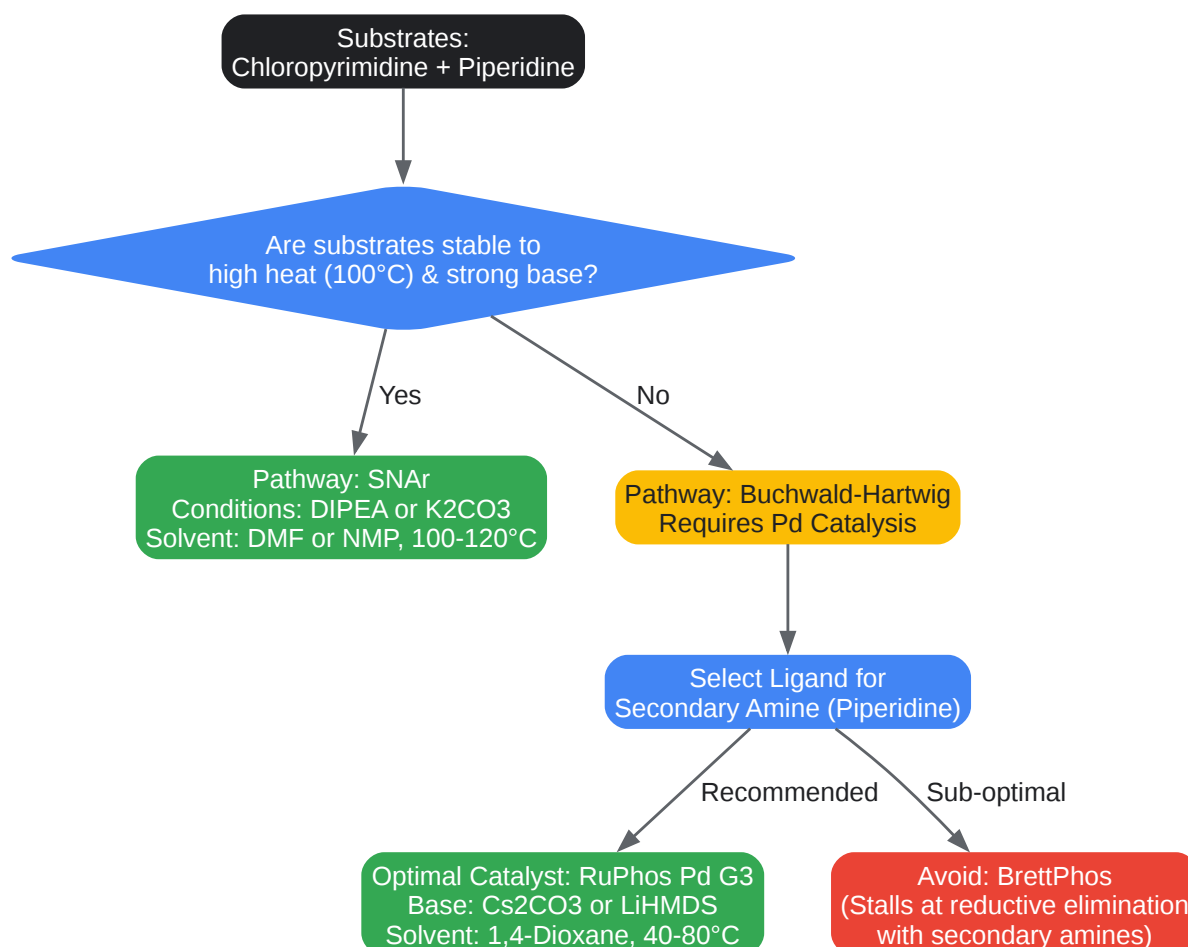 Substrates:
Chloropyrimidine + Piperidine
Are substrates stable to
high heat (100°C) & strong base?
Yes
No
Pathway: SNAr
Conditions: DIPEA or K2CO3
Solvent: DMF or NMP, 100-120°C
Pathway: Buchwald-Hartwig
Requires Pd Catalysis
Select Ligand for
Secondary Amine (Piperidine)
Recommended
Sub-optimal
Optimal Catalyst: RuPhos Pd G3
Base: Cs2CO3 or LiHMDS
Solvent: 1,4-Dioxane, 40-80°C
Avoid: BrettPhos
(Stalls at reductive elimination
with secondary amines)